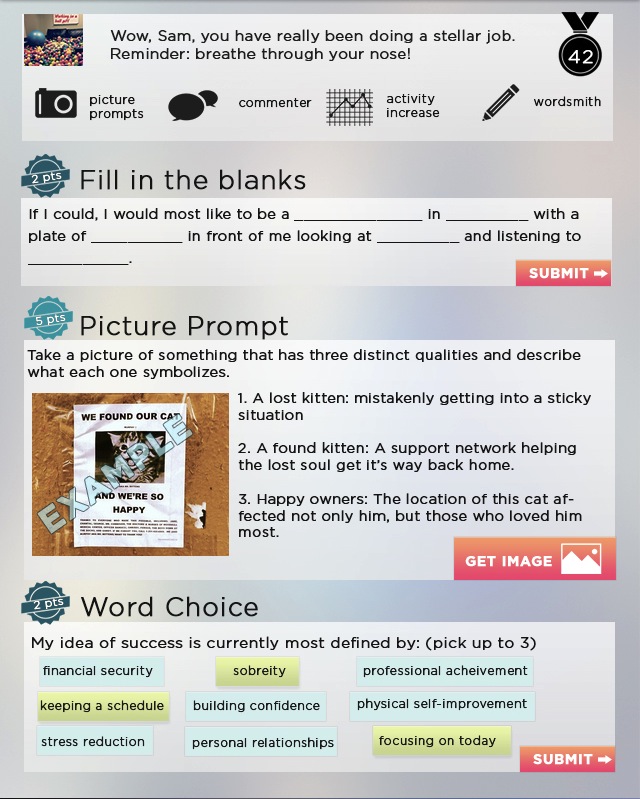 Wow, Sam, you have really been doing a stellar job.
Reminder: breathe through your nose!
42
picture
prompts
commenter
activity
increase
wordsmith
2 pts
Fill in the blanks
If I could, I would most like to be a ______________ in _________ with a
plate of __________ in front of me looking at _________ and listening to
___________.
SUBMIT
5 pts
Picture Prompt
Take a picture of something that has three distinct qualities and describe
what each one symbolizes.
WE FOUND OUR CAT
AND WE'RE SO
HAPPY
EXAMPLE
1. A lost kitten: mistakenly getting into a sticky
situation
2. A found kitten: A support network helping
the lost soul get it's way back home.
3. Happy owners: The location of this cat af-
fected not only him, but those who loved him
most.
GET IMAGE
2 pts
Word Choice
My idea of success is currently most defined by: (pick up to 3)
financial security
sobreity
professional acheivement
keeping a schedule
building confidence
physical self-improvement
stress reduction
personal relationships
focusing on today
SUBMIT